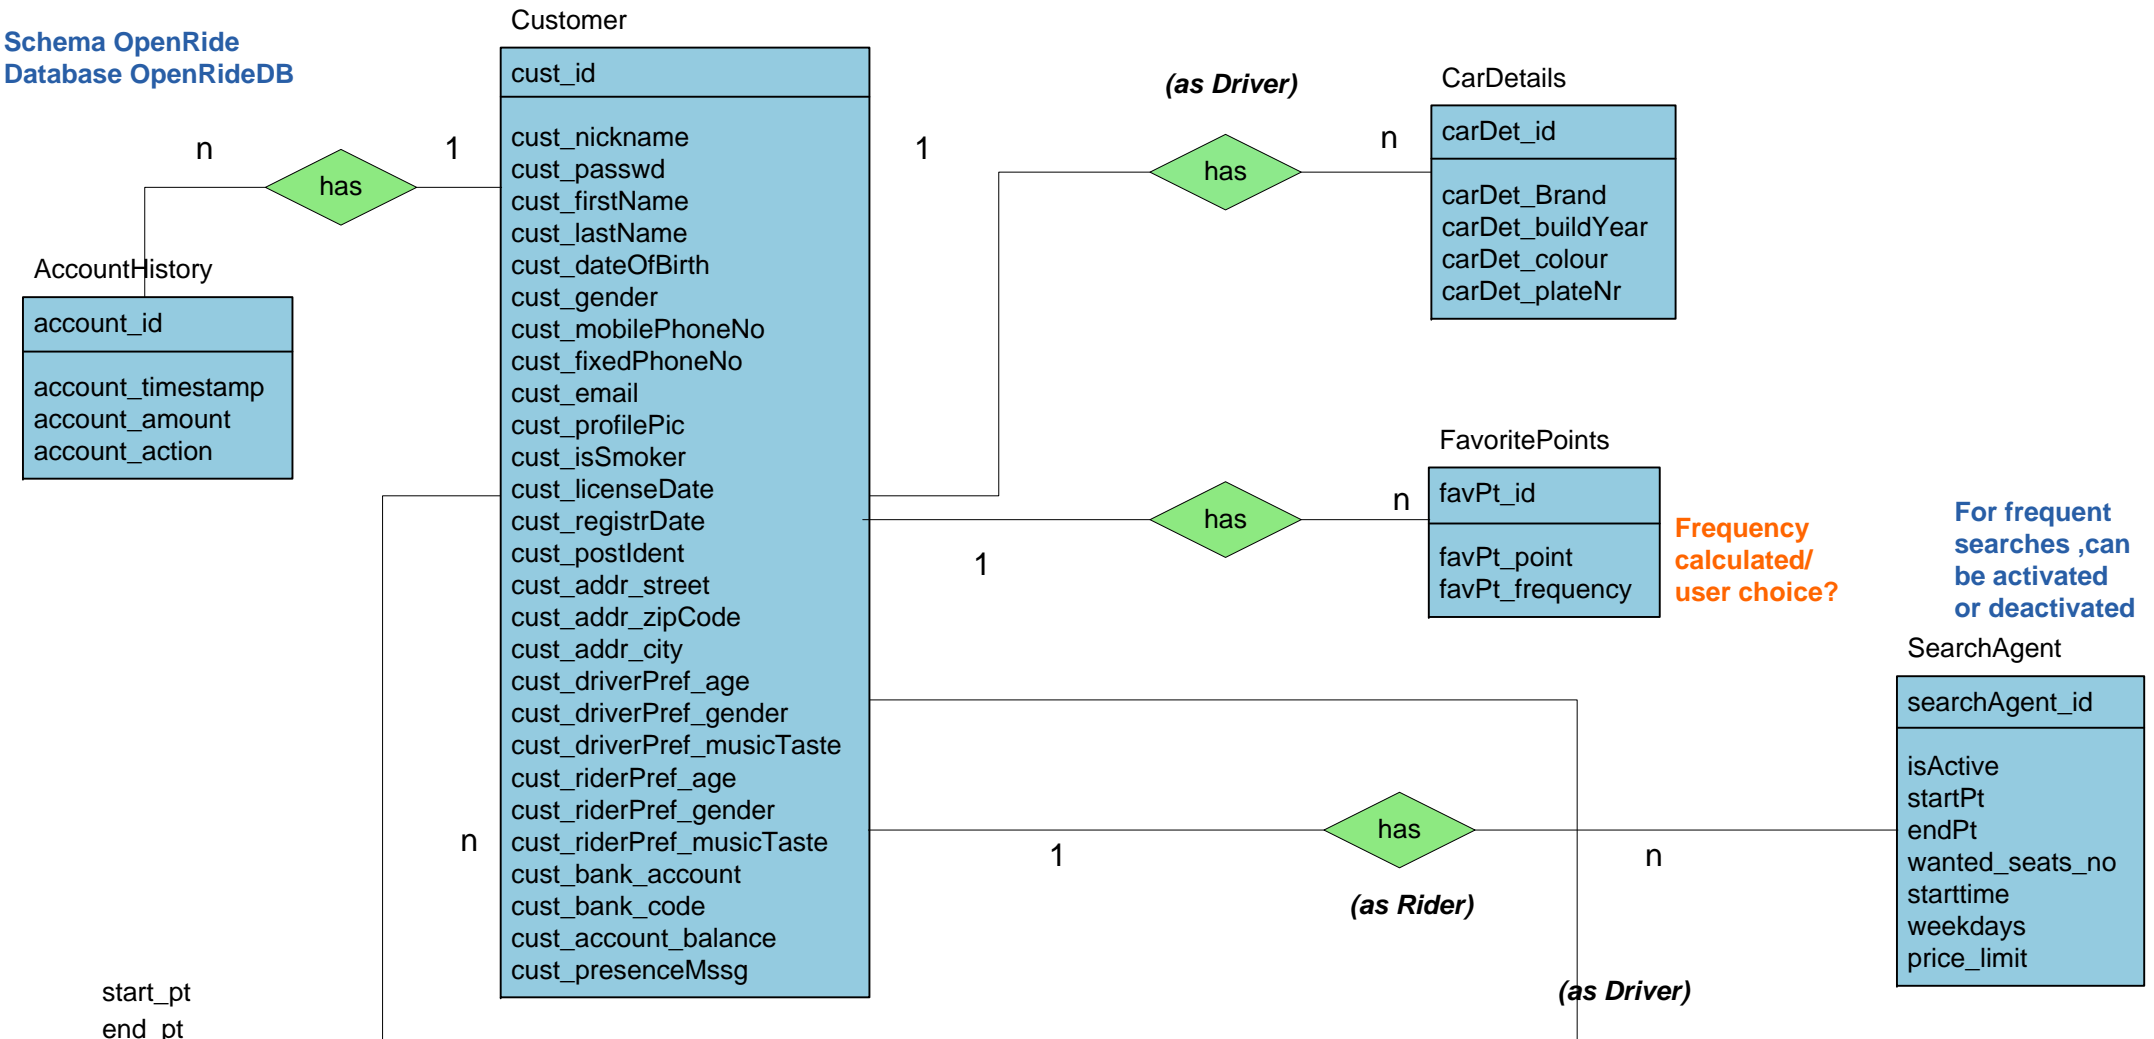 Schema OpenRide
Database OpenRideDB
Customer
cust_id
cust_nickname
cust_passwd
cust_firstName
cust_lastName
cust_dateOfBirth
cust_gender
cust_mobilePhoneNo
cust_fixedPhoneNo
cust_email
cust_profilePic
cust_isSmoker
cust_licenseDate
cust_registrDate
cust_postIdent
cust_addr_street
cust_addr_zipCode
cust_addr_city
cust_driverPref_age
cust_driverPref_gender
cust_driverPref_musicTaste
cust_riderPref_age
cust_riderPref_gender
cust_riderPref_musicTaste
cust_bank_account
cust_bank_code
cust_account_balance
cust_presenceMssg
n
has
1
AccountHistory
account_id
account_timestamp
account_amount
account_action
1
(as Driver)
has
n
CarDetails
carDet_id
carDet_Brand
carDet_buildYear
carDet_colour
carDet_plateNr
1
has
n
FavoritePoints
favPt_id
favPt_point
favPt_frequency
Frequency
calculated/
user choice?
For frequent
searches ,can
be activated
or deactivated
SearchAgent
searchAgent_id
isActive
startPt
endPt
wanted_seats_no
starttime
weekdays
price_limit
n
1
has
n
(as Rider)
(as Driver)
start_pt
end_pt